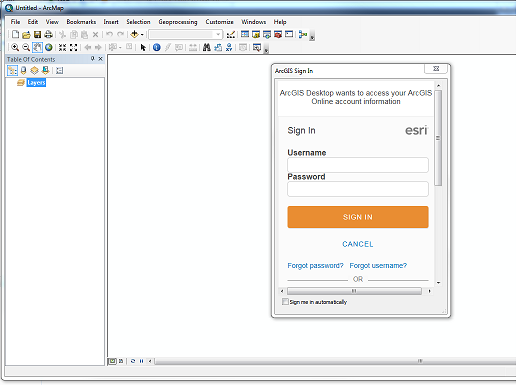 Untitled - ArcMap
File Edit View Bookmarks Insert Selection Geoprocessing Customize Windows Help
Table Of Contents
Layers
ArcGIS Sign In
ArcGIS Desktop wants to access your ArcGIS
Online account information
Sign In
esri
Username
Password
SIGN IN
CANCEL
Forgot password? Forgot username?
OR
Sign me in automatically